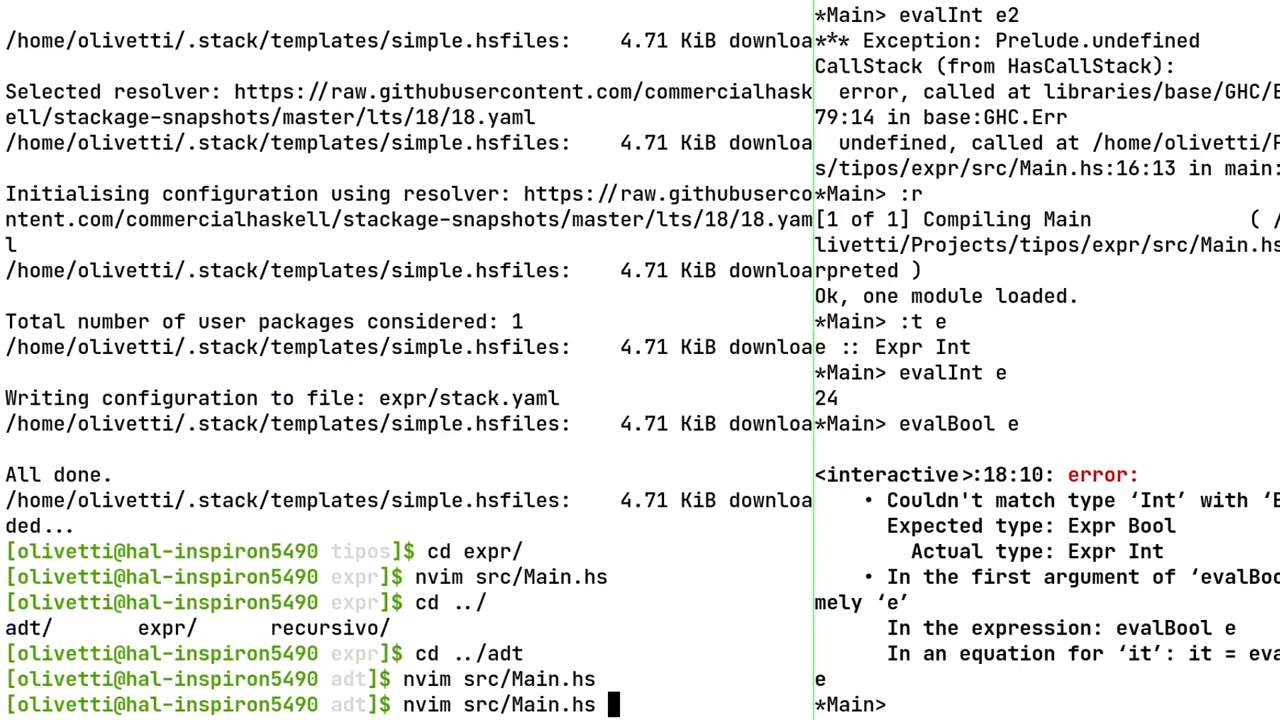 /home/olivetti/.stack/templates/simple.hsfiles:    4.71 KiB downloa
Selected resolver: https://raw.githubusercontent.com/commercialhask
ell/stackage-snapshots/master/lts/18/18.yaml
/home/olivetti/.stack/templates/simple.hsfiles:    4.71 KiB downloa
Initialising configuration using resolver: https://raw.githubuserco
ntent.com/commercialhaskell/stackage-snapshots/master/lts/18/18.yam
l
/home/olivetti/.stack/templates/simple.hsfiles:    4.71 KiB downloa
Total number of user packages considered: 1
/home/olivetti/.stack/templates/simple.hsfiles:    4.71 KiB downloa
Writing configuration to file: expr/stack.yaml
/home/olivetti/.stack/templates/simple.hsfiles:    4.71 KiB downloa
All done.
/home/olivetti/.stack/templates/simple.hsfiles:    4.71 KiB downloa
ded...
[olivetti@hal-inspiron5490 tipos]$ cd expr/
[olivetti@hal-inspiron5490 expr]$ nvim src/Main.hs
[olivetti@hal-inspiron5490 expr]$ cd ../
adt/       expr/      recursivo/
[olivetti@hal-inspiron5490 expr]$ cd ../adt
[olivetti@hal-inspiron5490 adt]$ nvim src/Main.hs
[olivetti@hal-inspiron5490 adt]$ nvim src/Main.hs
*Main> evalInt e2
*** Exception: Prelude.undefined
CallStack (from HasCallStack):
  error, called at libraries/base/GHC/E
79:14 in base:GHC.Err
  undefined, called at /home/olivetti/P
s/tipos/expr/src/Main.hs:16:13 in main:
*Main> :r
[1 of 1] Compiling Main             ( /
livetti/Projects/tipos/expr/src/Main.hs
rpreted )
Ok, one module loaded.
*Main> :t e
e :: Expr Int
*Main> evalInt e
24
*Main> evalBool e
<interactive>:18:10: error:
    • Couldn't match type ‘Int’ with ‘B
      Expected type: Expr Bool
        Actual type: Expr Int
    • In the first argument of ‘evalBoo
mely ‘e’
      In the expression: evalBool e
      In an equation for ‘it’: it = eva
e
*Main>